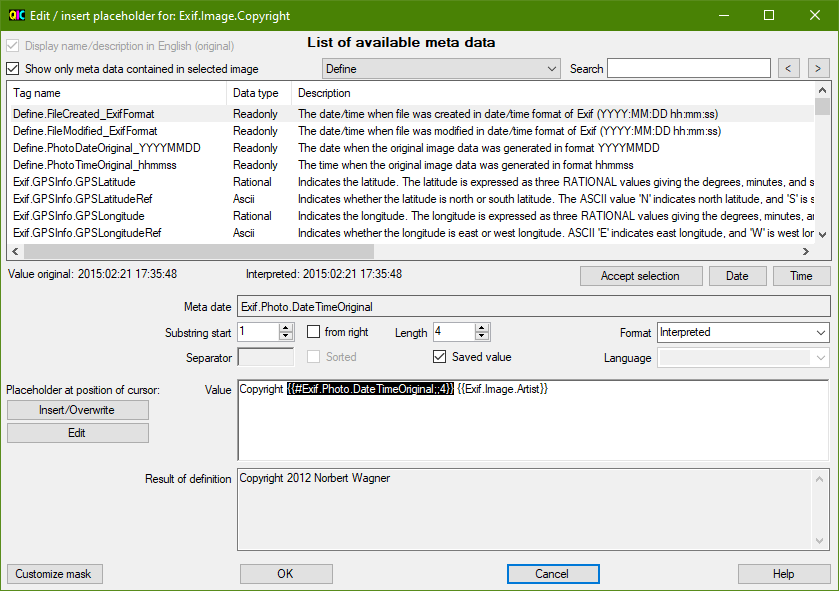 QIC Edit / insert placeholder for: Exif.Image.Copyright
Display name/description in English (original)
List of available meta data
Show only meta data contained in selected image
Define
Search
<
>
Tag name Data type Description
Define.FileCreated_ExifFormat Readonly The date/time when file was created in date/time format of Exif (YYYY:MM:DD hh:mm:ss)
Define.FileModified_ExifFormat Readonly The date/time when file was modified in date/time format of Exif (YYYY:MM:DD hh:mm:ss)
Define.PhotoDateOriginal_YYYYMMDD Readonly The date when the original image data was generated in format YYYYMMDD
Define.PhotoTimeOriginal_hhmmss Readonly The time when the original image data was generated in format hhmmss
Exif.GPSInfo.GPSLatitude Rational Indicates the latitude. The latitude is expressed as three RATIONAL values giving the degrees, minutes, and s
Exif.GPSInfo.GPSLatitudeRef Ascii Indicates whether the latitude is north or south latitude. The ASCII value 'N' indicates north latitude, and 'S' is s
Exif.GPSInfo.GPSLongitude Rational Indicates the longitude. The longitude is expressed as three RATIONAL values giving the degrees, minutes, a
Exif.GPSInfo.GPSLongitudeRef Ascii Indicates whether the longitude is east or west longitude. ASCII 'E' indicates east longitude, and 'W' is west lon
Value original: 2015:02:21 17:35:48 Interpreted: 2015:02:21 17:35:48
Accept selection
Date
Time
Meta date Exif.Photo.DateTimeOriginal
Substring start 1 from right Length 4 Format Interpreted
Separator Sorted Saved value Language
Placeholder at position of cursor: Value Copyright {{#Exif.Photo.DateTimeOriginal;;4}} {{Exif.Image.Artist}}
Insert/Overwrite
Edit
Result of definition Copyright 2012 Norbert Wagner
Customize mask
OK
Cancel
Help